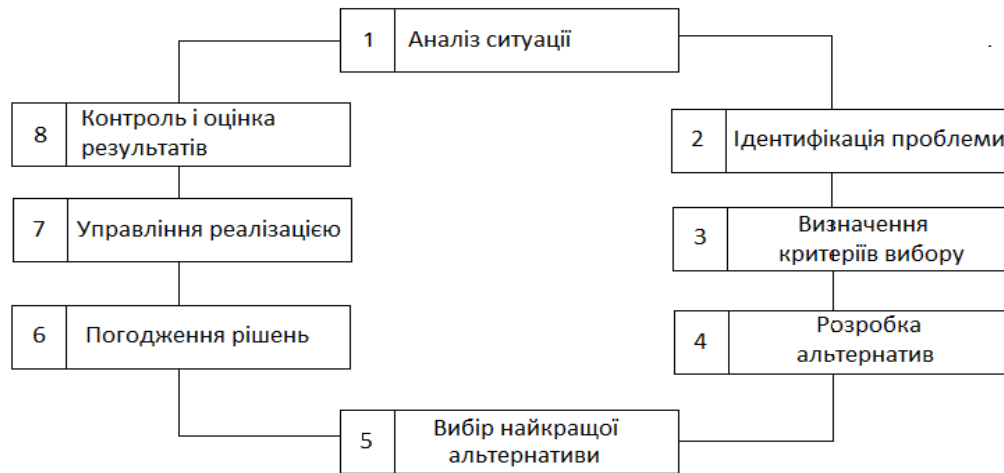 1
Аналіз ситуації
2
Ідентифікація проблеми
3
Визначення
критеріїв вибору
4
Розробка
альтернатив
5
Вибір найкращої
альтернативи
6
Погодження рішень
7
Управління реалізацією
8
Контроль і оцінка
результатів